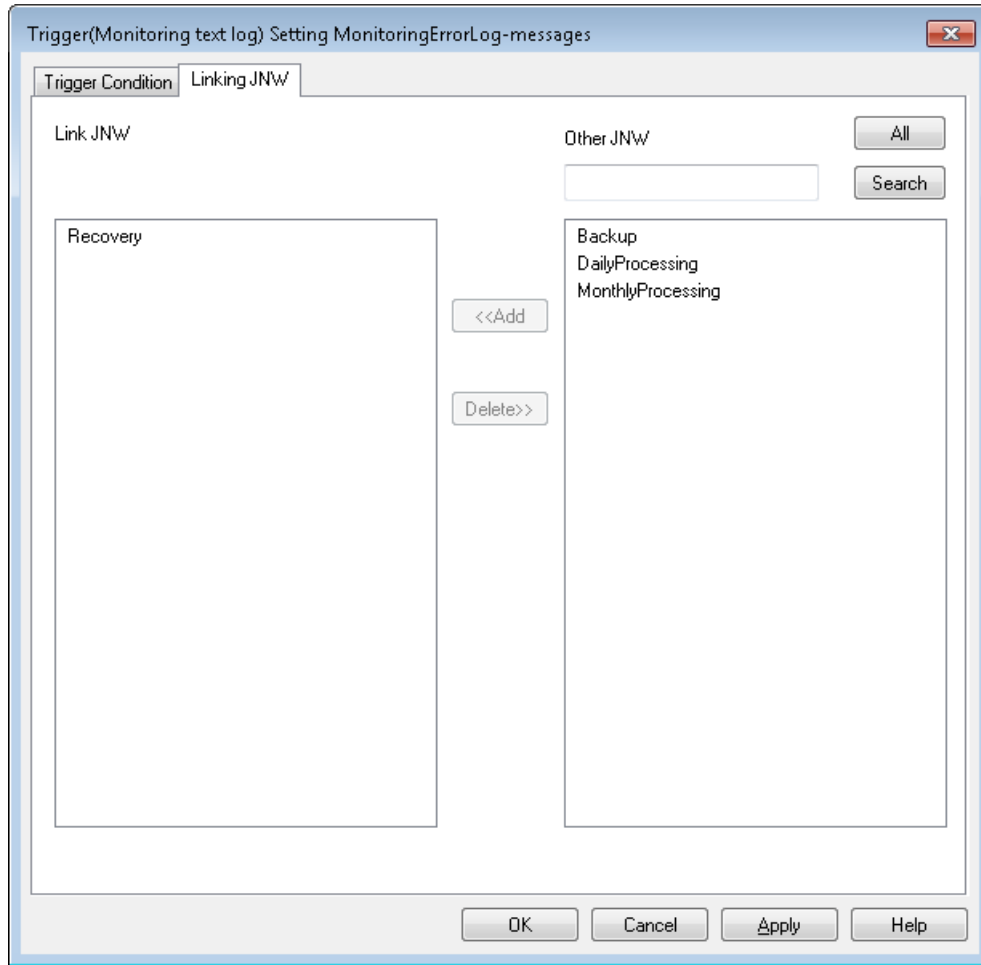 Trigger(Monitoring text log) Setting MonitoringErrorLog-messages
Trigger Condition
Linking JNW
Link JNW
Other JNW
All
Search
Recovery
Backup
DailyProcessing
MonthlyProcessing
<<Add
Delete>>
OK
Cancel
Apply
Help